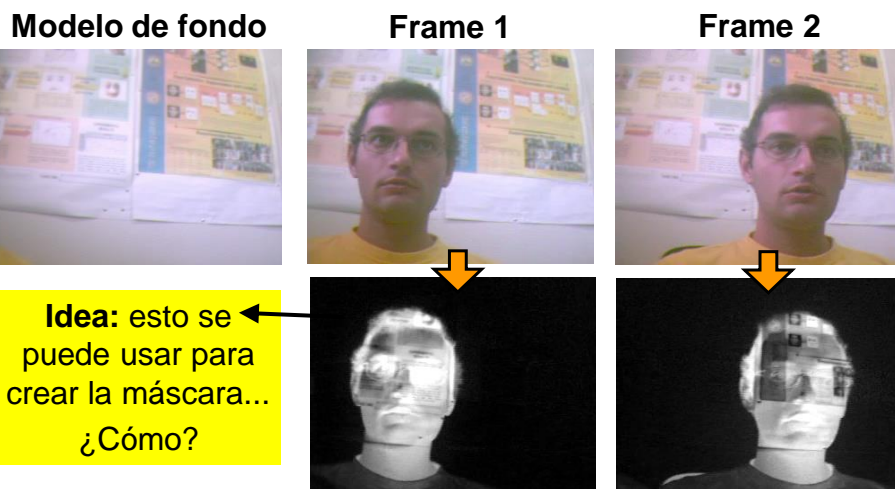 Modelo de fondo
Frame 1
Frame 2
Idea: esto se
puede usar para
crear la máscara...
¿Cómo?